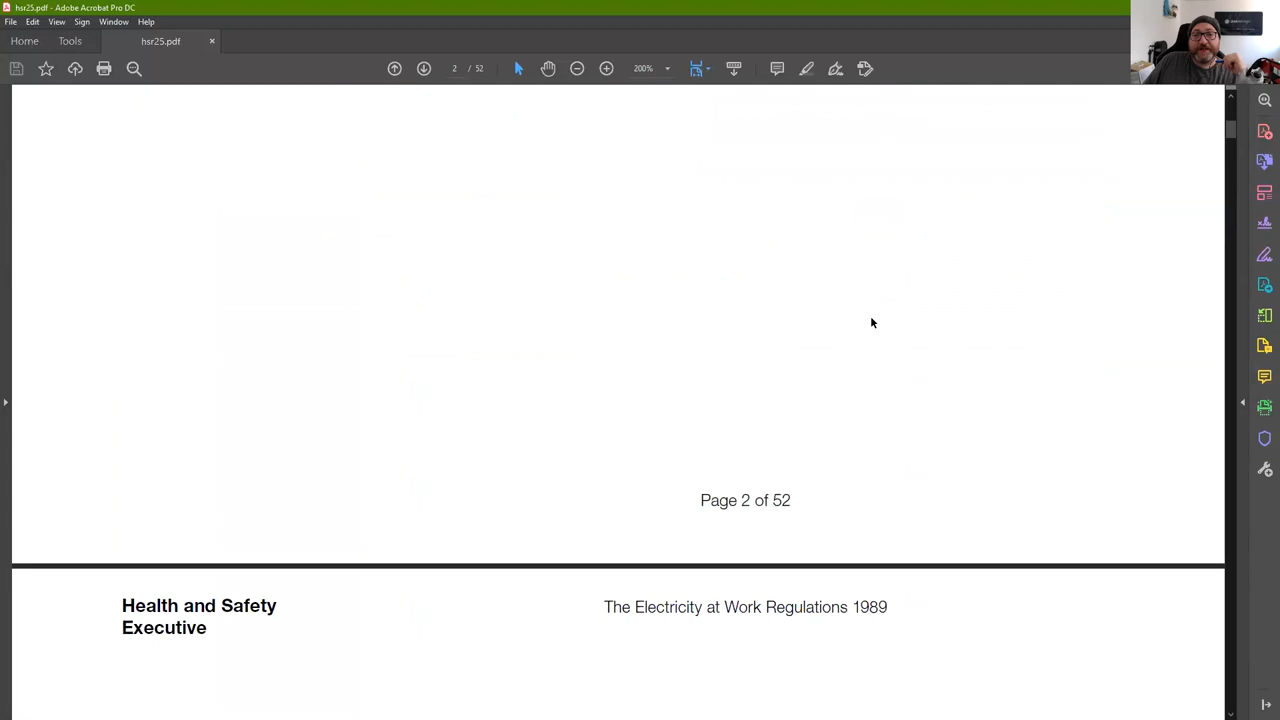 hsr25.pdf - Adobe Acrobat Pro DC
File Edit View Sign Window Help
Home Tools hsr25.pdf ×
2 / 52 200%
Page 2 of 52
Health and Safety The Electricity at Work Regulations 1989
Executive